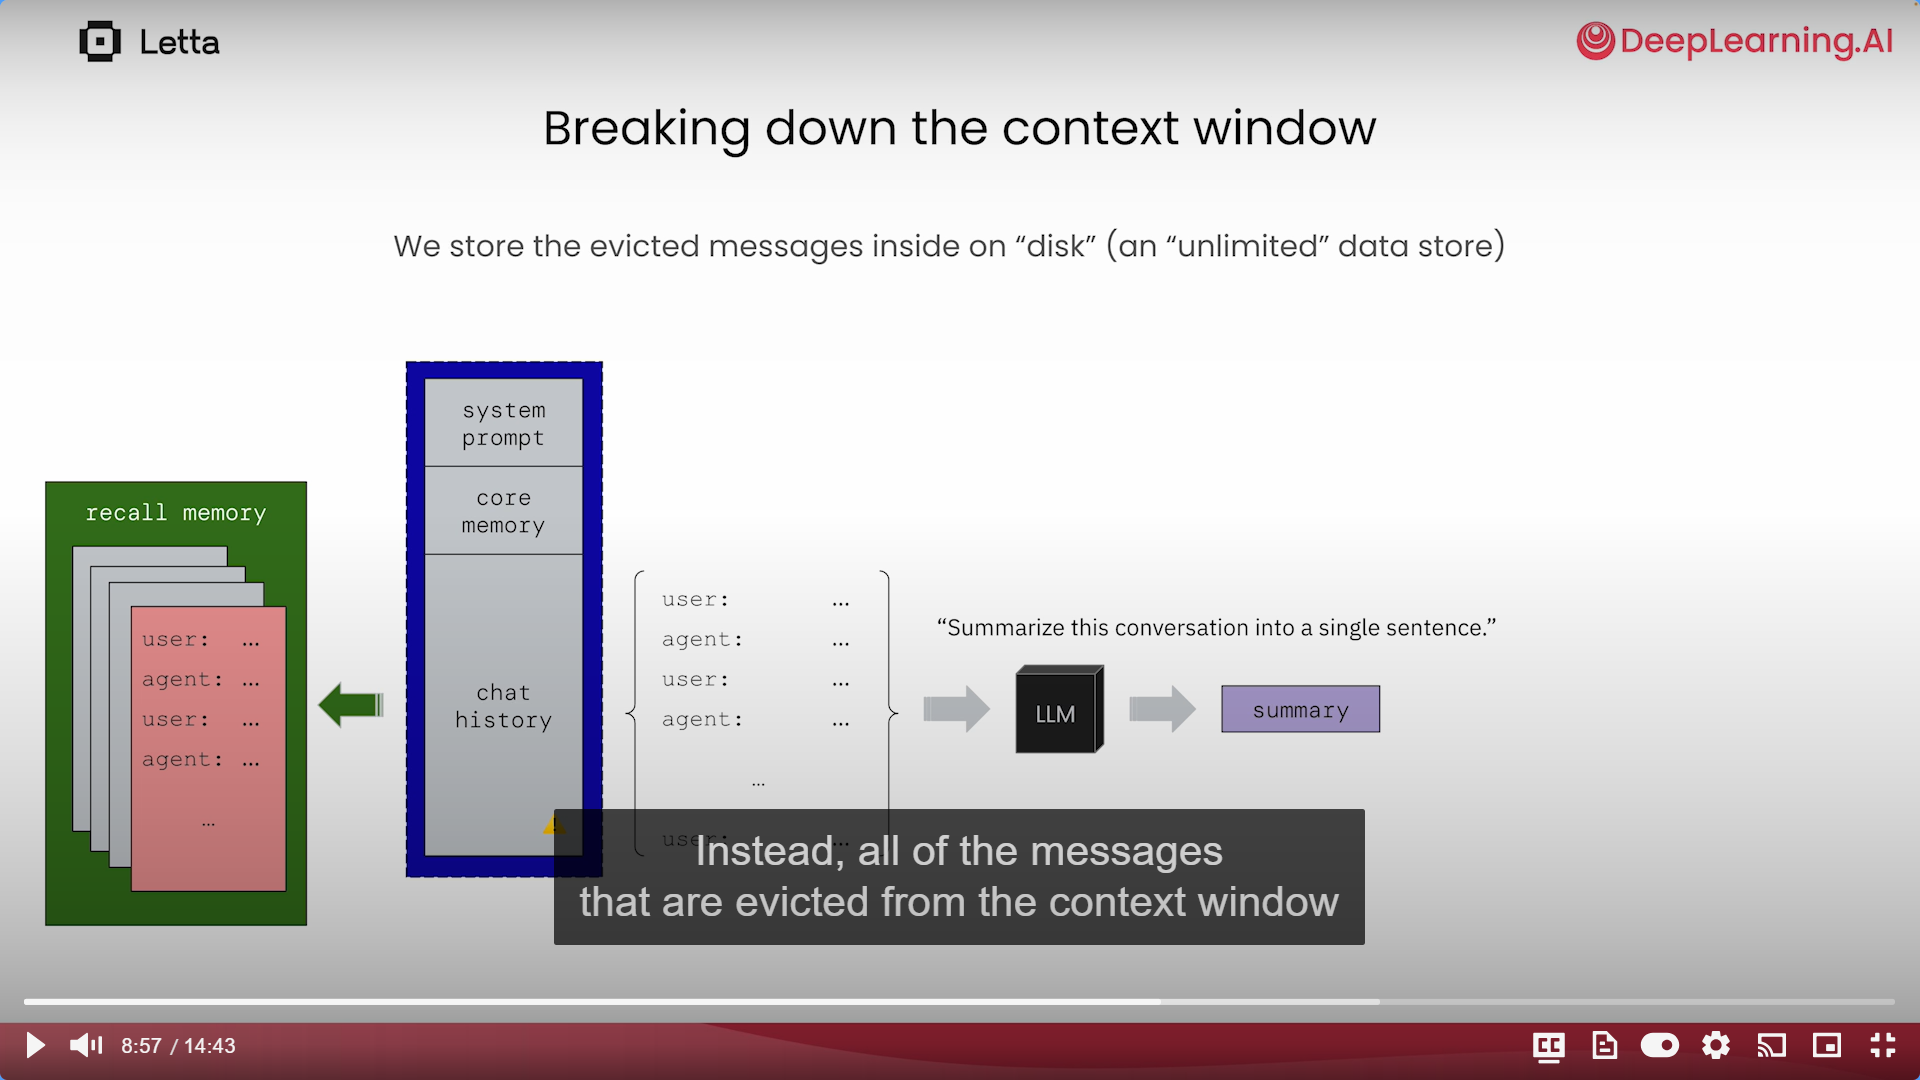 Letta
DeepLearning.AI
Breaking down the context window
We store the evicted messages inside on “disk” (an “unlimited” data store)
system
prompt
core
memory
chat
history
recall memory
user: ...
agent: ...
user: ...
agent: ...
...
user: ...
agent: ...
user: ...
agent: ...
...
user: ...
“Summarize this conversation into a single sentence.”
LLM
summary
Instead, all of the messages
that are evicted from the context window
8:57 / 14:43
CC